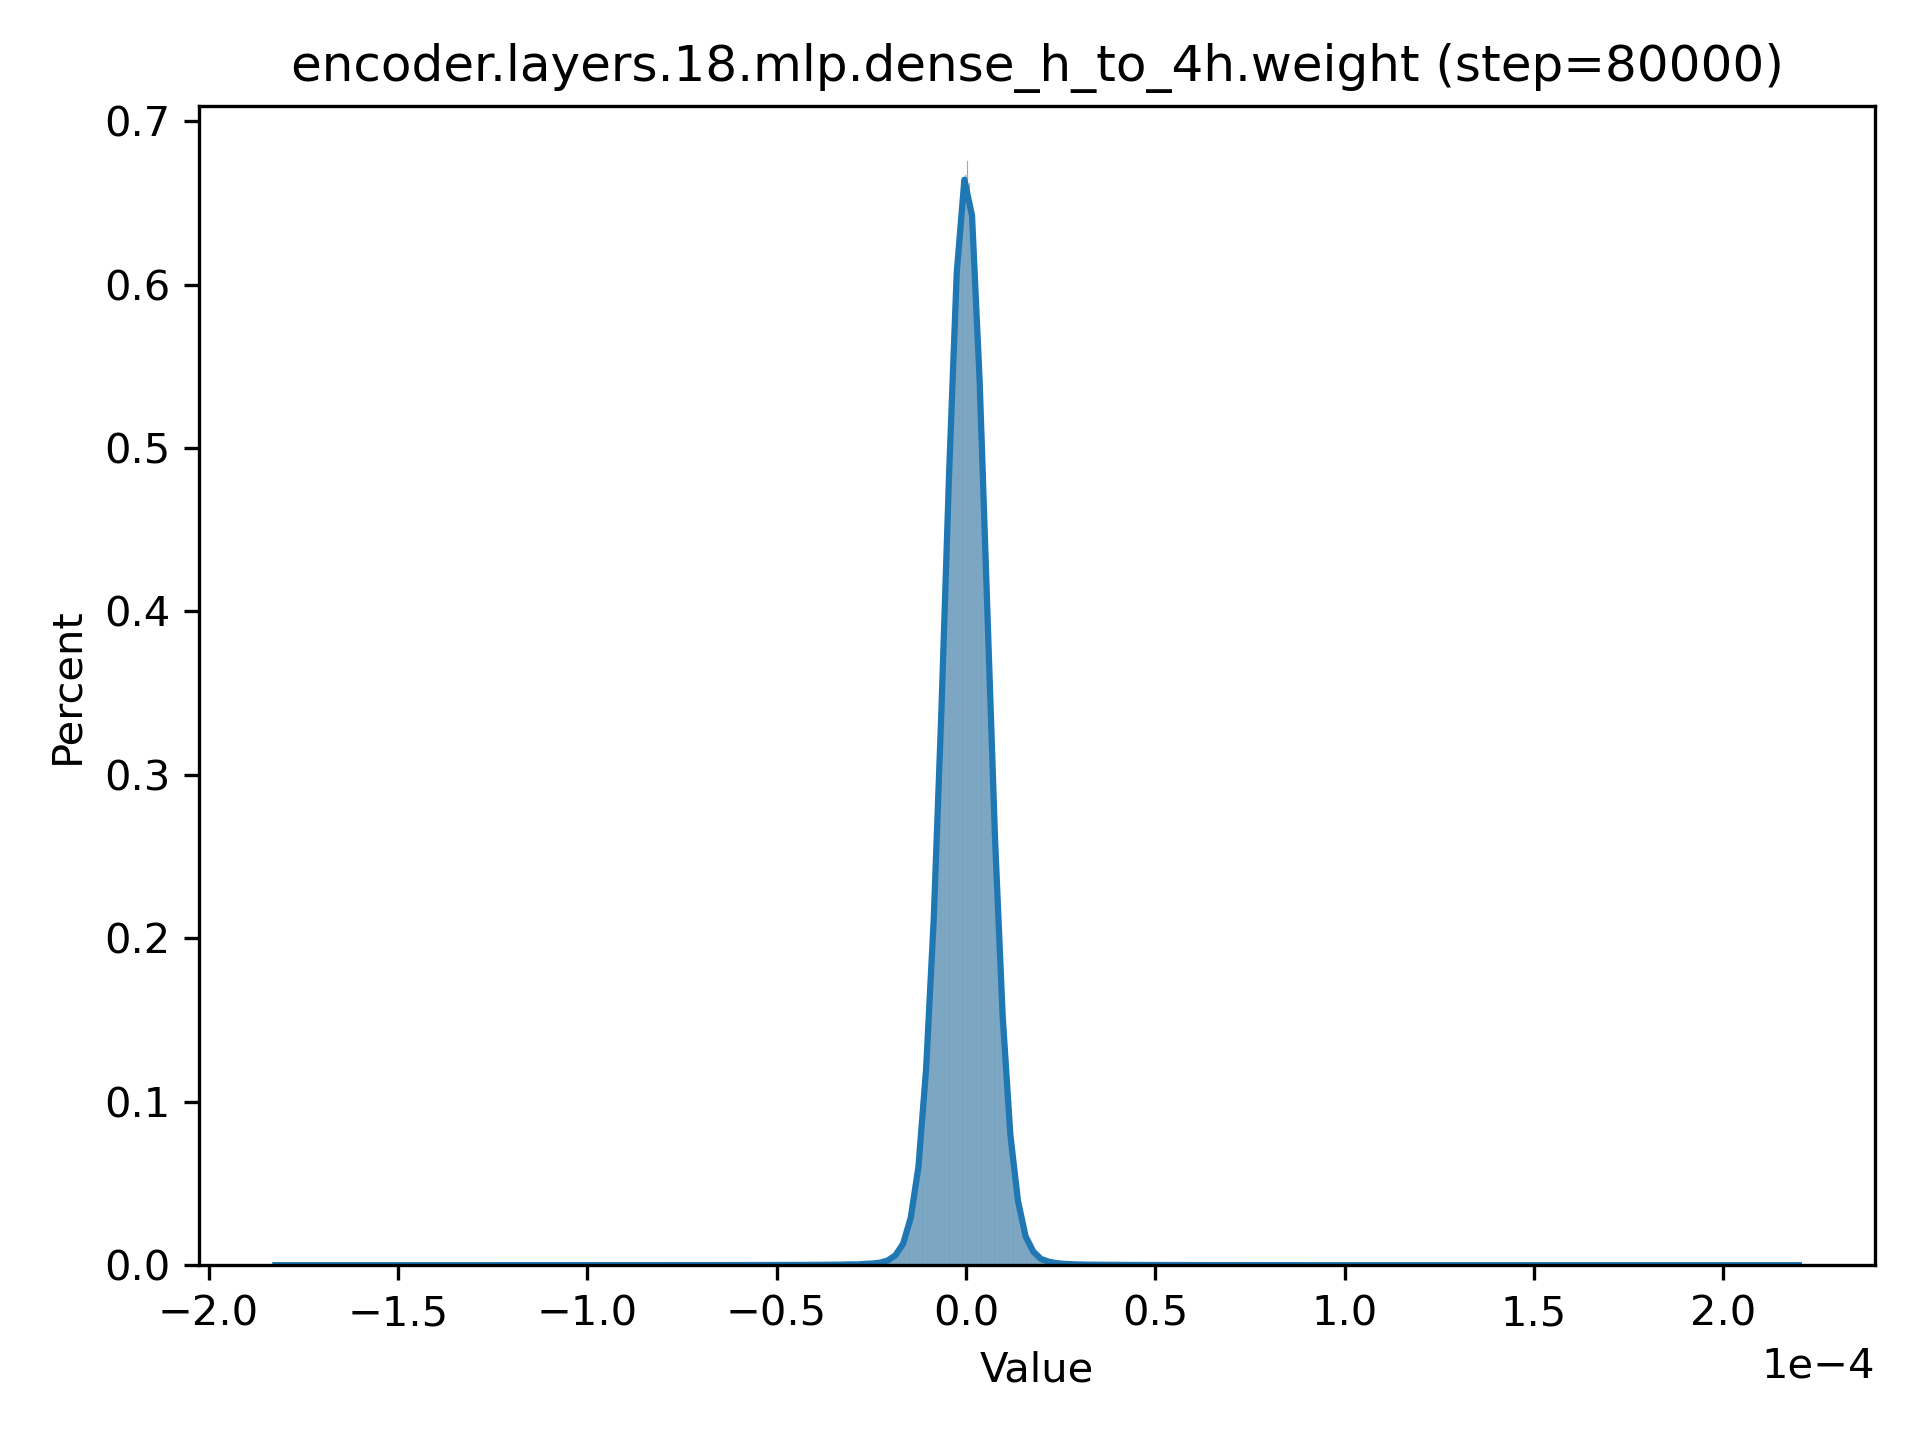 encoder.layers.18.mlp.dense_h_to_4h.weight (step=80000)
0.7
0.6
0.5
0.4
0.3
0.2
0.1
0.0
Percent
−2.0 −1.5 −1.0 −0.5 0.0 0.5 1.0 1.5 2.0
1e−4
Value